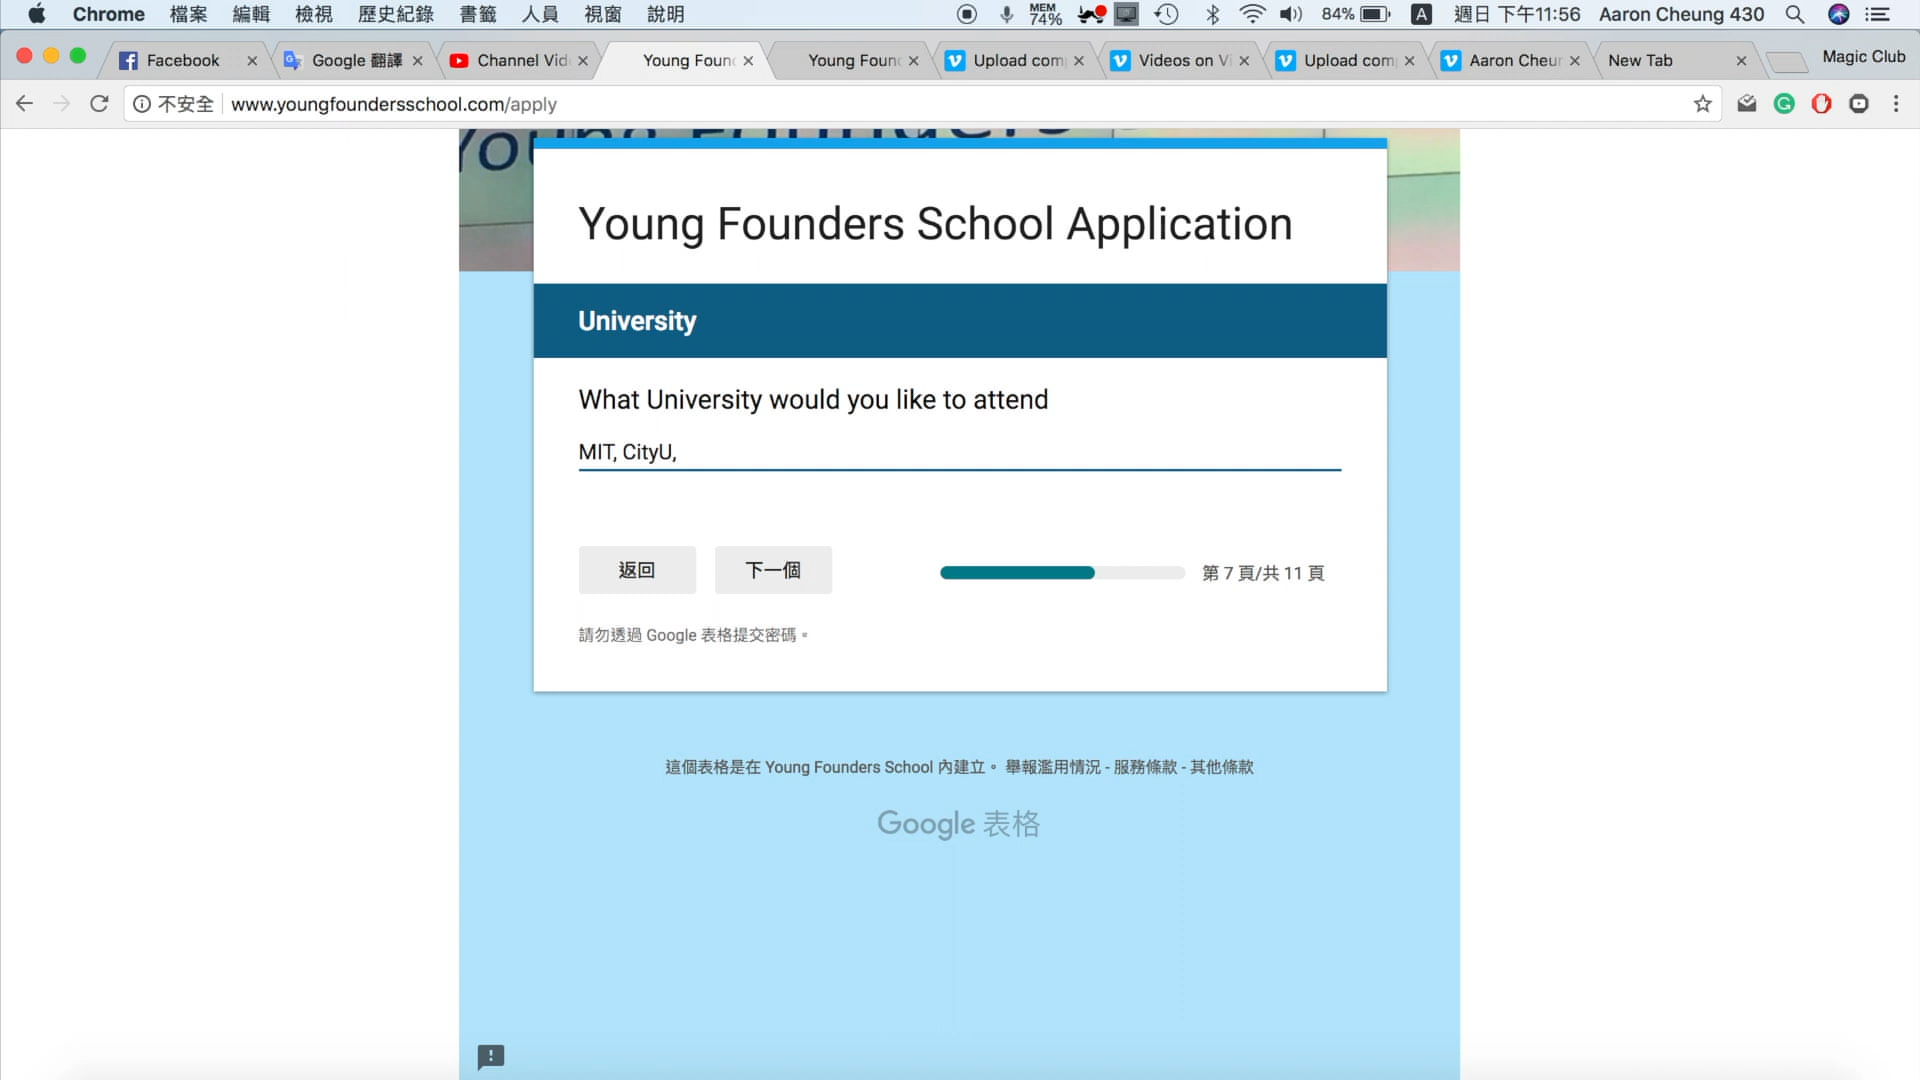 Chrome 檔案 編輯 檢視 歷史紀錄 書籤 人員 視窗 說明 MEM 74% 84% A 週日 下午11:56 Aaron Cheung 430
Facebook Google 翻譯 Channel Vid Young Foun Young Foun Upload com Videos on Vi Upload com Aaron Cheun New Tab Magic Club
不安全 www.youngfoundersschool.com/apply
Young Founders
Young Founders School Application
University
What University would you like to attend
MIT, CityU,
返回 下一個 第 7 頁/共 11 頁
請勿透過 Google 表格提交密碼。
這個表格是在 Young Founders School 內建立。 舉報濫用情況 - 服務條款 - 其他條款
Google 表格